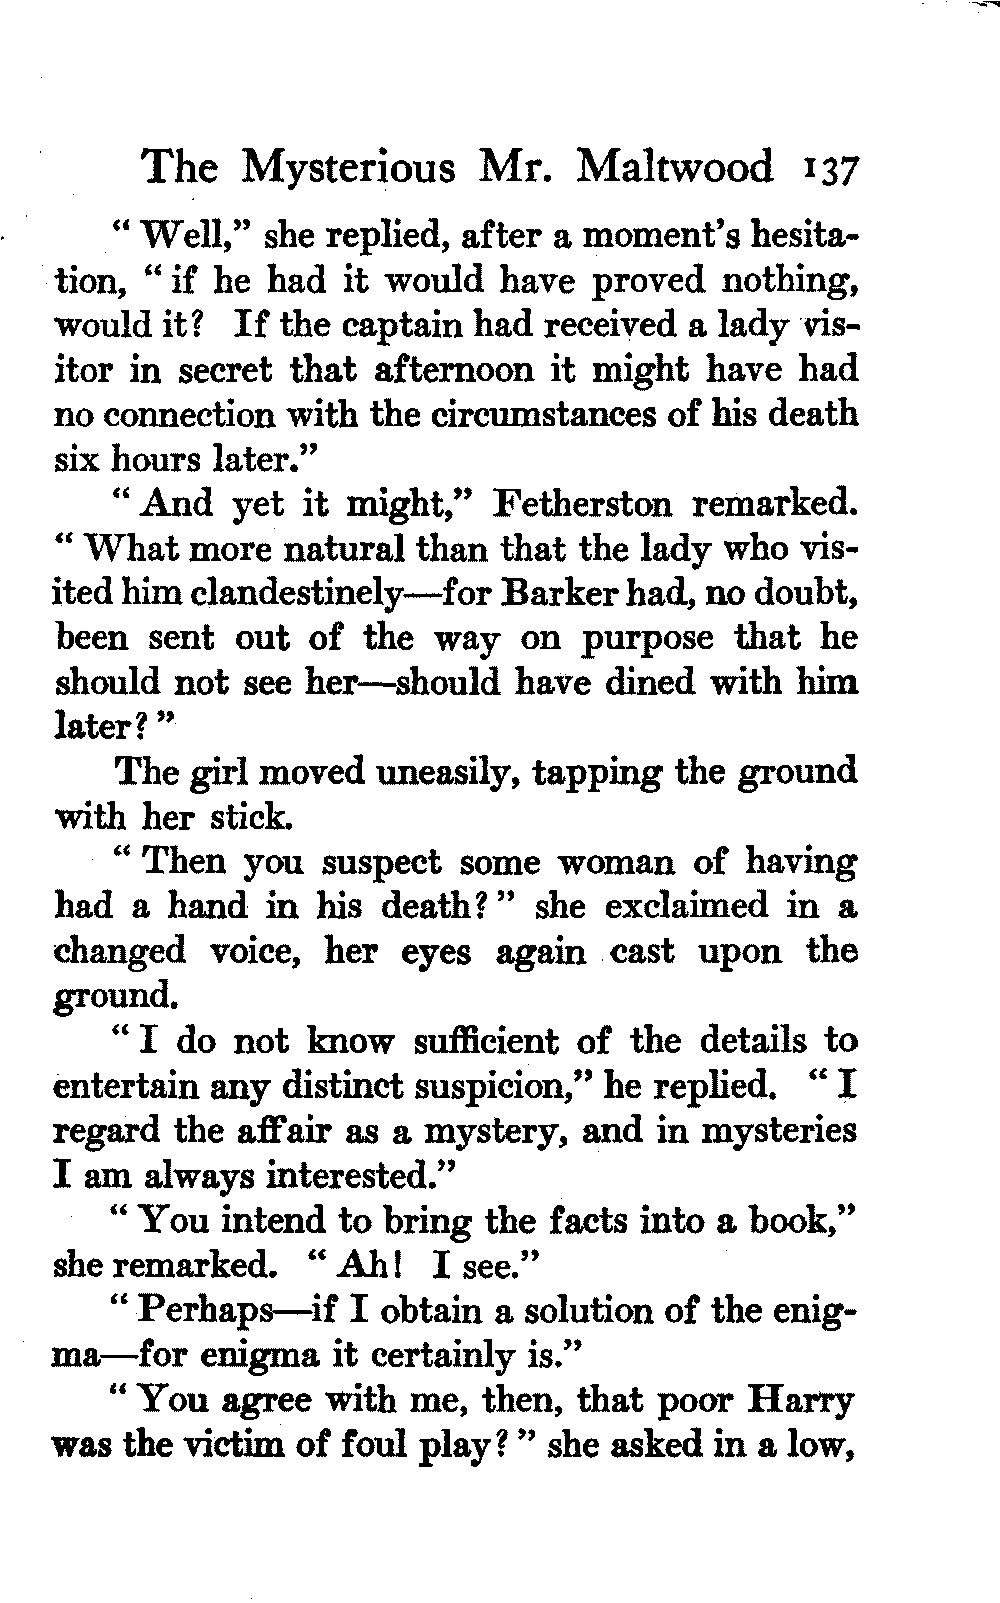 The Mysterious Mr. Maltwood 137
“ Well,” she replied, after a moment's hesita-
tion, “ if he had it would have proved nothing,
would it? If the captain had received a lady vis-
itor in secret that afternoon it might have had
no connection with the circumstances of his death
six hours later.”
“ And yet it might,” Fetherston remarked.
“ What more natural than that the lady who vis-
ited him clandestinely—for Barker had, no doubt,
been sent out of the way on purpose that he
should not see her—should have dined with him
later? ”
The girl moved uneasily, tapping the ground
with her stick.
“ Then you suspect some woman of having
had a hand in his death? ” she exclaimed in a
changed voice, her eyes again cast upon the
ground.
“ I do not know sufficient of the details to
entertain any distinct suspicion,” he replied. “ I
regard the affair as a mystery, and in mysteries
I am always interested.”
“ You intend to bring the facts into a book,”
she remarked. “ Ah! I see.”
“ Perhaps—if I obtain a solution of the enig-
ma—for enigma it certainly is.”
“ You agree with me, then, that poor Harry
was the victim of foul play? ” she asked in a low,